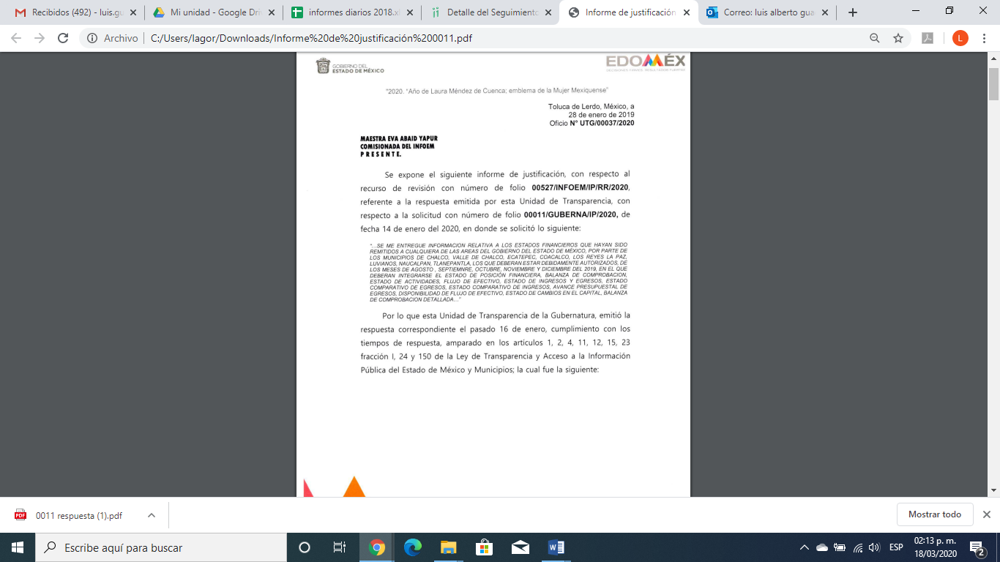 Recibidos (492) - luis.gu
Mi unidad - Google Dri
informes diarios 2018.xl
Detalle del Seguimiento
Informe de justificación
Correo: luis alberto gua
Archivo
C:/Users/lagor/Downloads/Informe%20de%20justificación%200011.pdf
L
GOBIERNO DEL
ESTADO DE MÉXICO
EDOMÉX
DECISIONES FIRMES, RESULTADOS FUERTES
"2020. "Año de Laura Méndez de Cuenca; emblema de la Mujer Mexiquense"
Toluca de Lerdo, México, a
28 de enero de 2019
Oficio N° UTG/00037/2020
MAESTRA EVA ABAID YAPUR
COMISIONADA DEL INFOEM
P R E S E N T E.
Se expone el siguiente informe de justificación, con respecto al
recurso de revisión con número de folio 00527/INFOEM/IP/RR/2020,
referente a la respuesta emitida por esta Unidad de Transparencia, con
respecto a la solicitud con número de folio 00011/GUBERNA/IP/2020, de
fecha 14 de enero del 2020, en donde se solicitó lo siguiente:
"...SE ME ENTREGUE INFORMACION RELATIVA A LOS ESTADOS FINANCIEROS QUE HAYAN SIDO
REMITIDOS A CUALQUIERA DE LAS AREAS DEL GOBIERNO DEL ESTADO DE MÉXICO, POR PARTE DE
LOS MUNICIPIOS DE CHALCO, VALLE DE CHALCO, ECATEPEC, COACALCO, LOS REYES LA PAZ,
LUVIANOS, NAUCALPAN, TLANEPANTLA, LOS QUE DEBERAN ESTAR DEBIDAMENTE AUTORIZADOS, DE
LOS MESES DE AGOSTO , SEPTIEMNRE, OCTUBRE, NOVIEMBRE Y DICIEMBRE DEL 2019, EN EL QUE
DEBERAN INTEGRARSE EL ESTADO DE POSICIÓN FINANCIERA, BALANZA DE COMPROBACION,
ESTADO DE ACTIVIDADES, FLUJO DE EFECTIVO, ESTADO DE INGRESOS Y EGRESOS, ESTADO
COMPARATIVO DE EGRESOS, ESTADO COMPARATIVO DE INGRESOS, AVANCE PRESUPUESTAL DE
EGRESOS, DISPONIBILIDAD DE FLUJO DE EFECTIVO, ESTADO DE CAMBIOS EN EL CAPITAL, BALANZA
DE COMPROBACION DETALLADA..."
Por lo que esta Unidad de Transparencia de la Gubernatura, emitió la
respuesta correspondiente el pasado 16 de enero, cumplimiento con los
tiempos de respuesta, amparado en los artículos 1, 2, 4, 11, 12, 15, 23
fracción I, 24 y 150 de la Ley de Transparencia y Acceso a la Información
Pública del Estado de México y Municipios; la cual fue la siguiente:
0011 respuesta (1).pdf
Mostrar todo
Escribe aquí para buscar
ESP
02:13 p. m.
18/03/2020
2